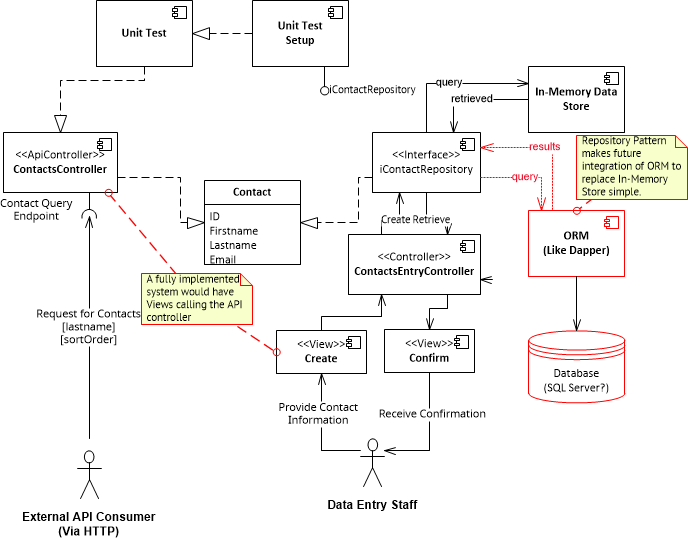 Unit Test
Unit Test
Setup
iContactRepository
query
retrieved
In-Memory Data
Store
<<ApiController>>
ContactsController
<<Interface>>
iContactRepository
results
query
Repository Pattern
makes future
integration of ORM to
replace In-Memory
Store simple.
Contact Query
Endpoint
Contact
ID
Firstname
Lastname
Email
Create
Retrieve
ORM
(Like Dapper)
<<Controller>>
ContactsEntryController
A fully implemented
system would have
Views calling the API
controller
Request for Contacts
[lastname]
[sortOrder]
<<View>>
Create
<<View>>
Confirm
Database
(SQL Server?)
Provide Contact
Information
Receive Confirmation
Data Entry Staff
External API Consumer
(Via HTTP)